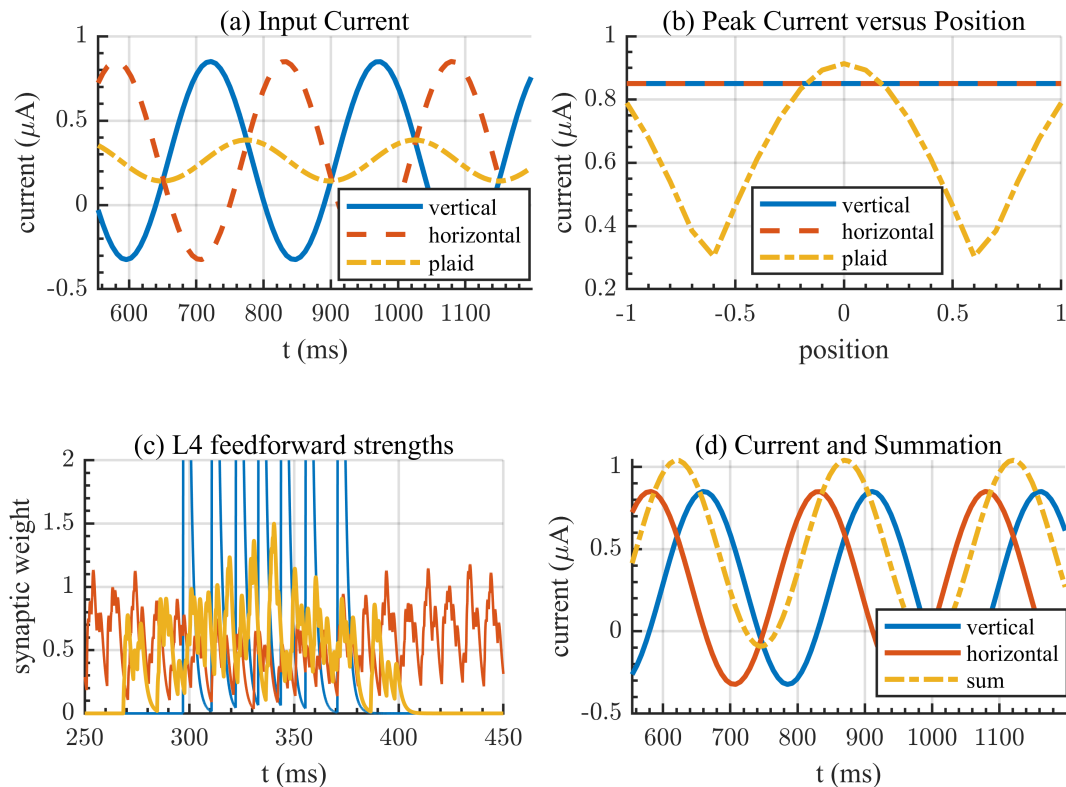 (a) Input Current
1
0.5
0
-0.5
current (μA)
600 700 800 900 1000 1100
t (ms)
vertical
horizontal
plaid
(b) Peak Current versus Position
1
0.8
0.6
0.4
0.2
current (μA)
-1 -0.5 0 0.5 1
position
vertical
horizontal
plaid
(c) L4 feedforward strengths
2
1.5
1
0.5
0
synaptic weight
250 300 350 400 450
t (ms)
(d) Current and Summation
1
0.5
0
-0.5
current (μA)
600 700 800 900 1000 1100
t (ms)
vertical
horizontal
sum